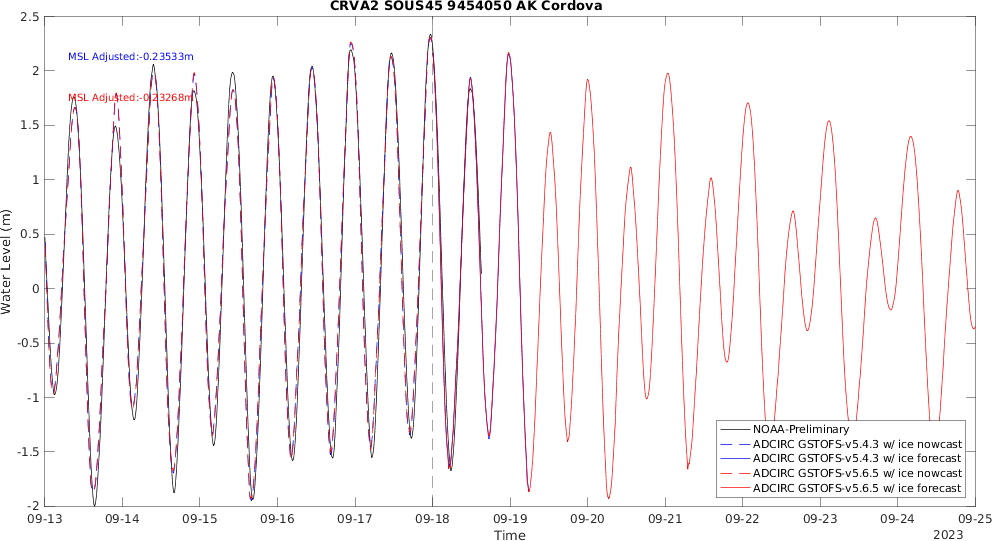 CRVA2 SOUS45 9454050 AK Cordova
MSL Adjusted:-0.23533m
MSL Adjusted:-0.23268m
Water Level (m)
2.5
2
1.5
1
0.5
0
-0.5
-1
-1.5
-2
NOAA-Preliminary
ADCIRC GSTOFS-v5.4.3 w/ ice nowcast
ADCIRC GSTOFS-v5.4.3 w/ ice forecast
ADCIRC GSTOFS-v5.6.5 w/ ice nowcast
ADCIRC GSTOFS-v5.6.5 w/ ice forecast
09-13 09-14 09-15 09-16 09-17 09-18 09-19 09-20 09-21 09-22 09-23 09-24 09-25
Time
2023